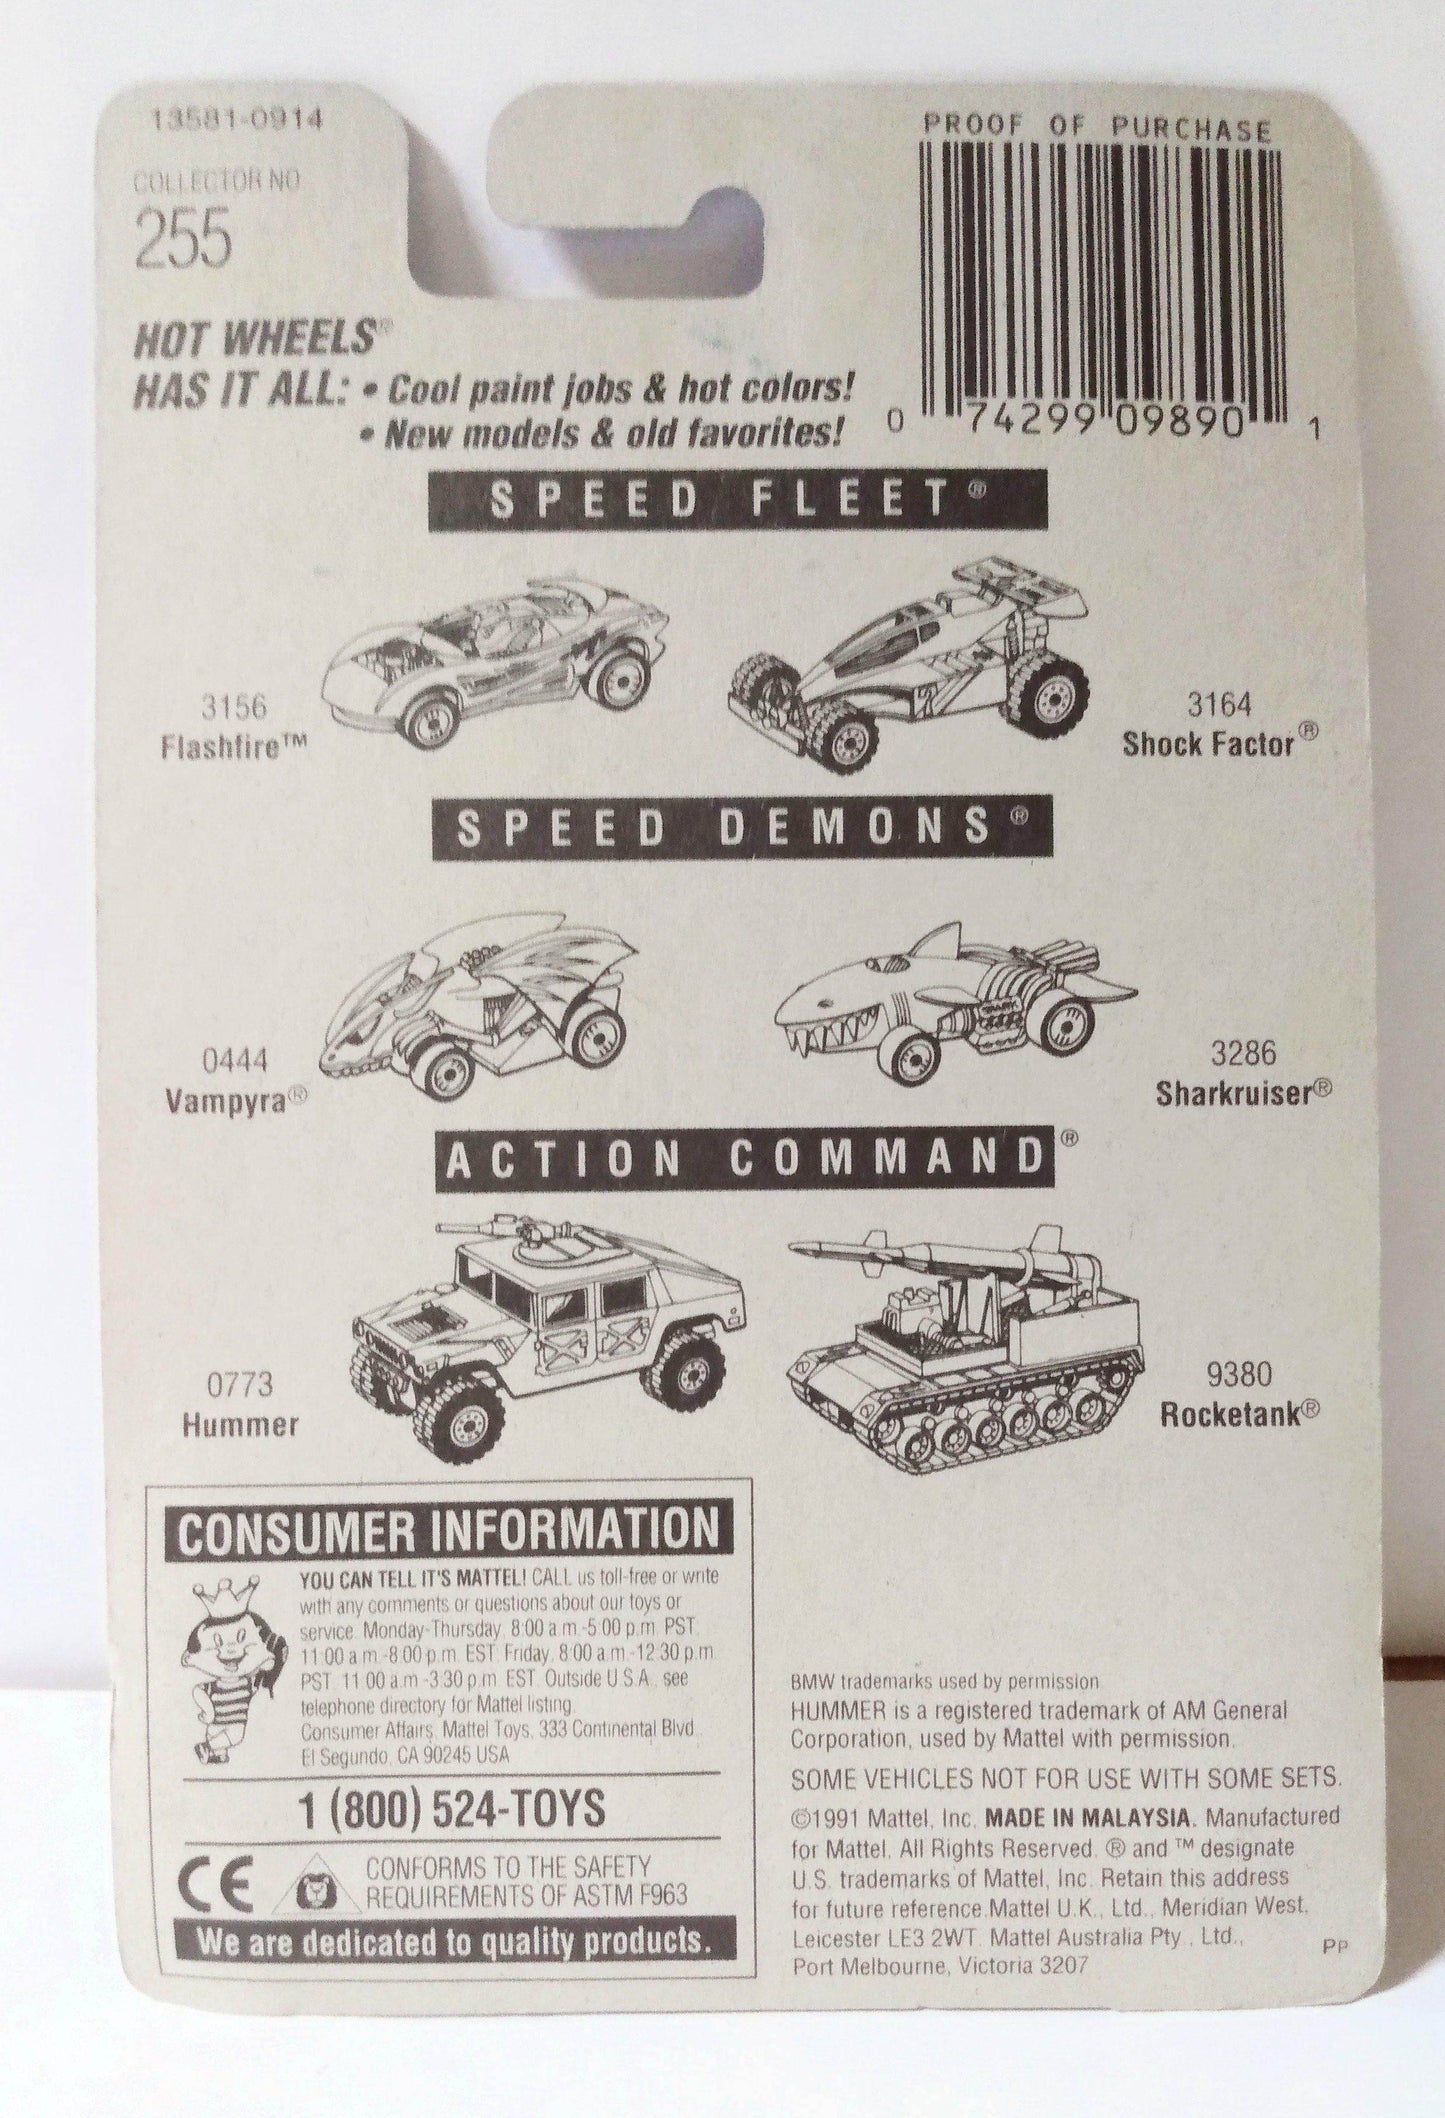 13581-0914
COLLECTOR NO
255
PROOF OF PURCHASE
0 74299 09890 1
HOT WHEELS®
HAS IT ALL: • Cool paint jobs & hot colors!
• New models & old favorites!
SPEED FLEET®
3156
Flashfire™
3164
Shock Factor®
SPEED DEMONS®
0444
Vampyra®
3286
Sharkruiser®
ACTION COMMAND®
0773
Hummer
9380
Rocketank®
CONSUMER INFORMATION
YOU CAN TELL IT'S MATTEL! CALL us toll-free or write
with any comments or questions about our toys or
service. Monday-Thursday, 8:00 a.m.-5:00 p.m. PST.
11:00 a.m.-8:00 p.m. EST. Friday, 8:00 a.m.-12:30 p.m.
PST. 11:00 a.m.-3:30 p.m. EST. Outside U.S.A., see
telephone directory for Mattel listing.
Consumer Affairs, Mattel Toys, 333 Continental Blvd.,
El Segundo, CA 90245 USA
1 (800) 524-TOYS
CE
CONFORMS TO THE SAFETY
REQUIREMENTS OF ASTM F963
We are dedicated to quality products.
BMW trademarks used by permission.
HUMMER is a registered trademark of AM General
Corporation, used by Mattel with permission.
SOME VEHICLES NOT FOR USE WITH SOME SETS.
©1991 Mattel, Inc. MADE IN MALAYSIA. Manufactured
for Mattel. All Rights Reserved. ® and ™ designate
U.S. trademarks of Mattel, Inc. Retain this address
for future reference. Mattel U.K., Ltd., Meridian West,
Leicester LE3 2WT. Mattel Australia Pty., Ltd.,
Port Melbourne, Victoria 3207
PP